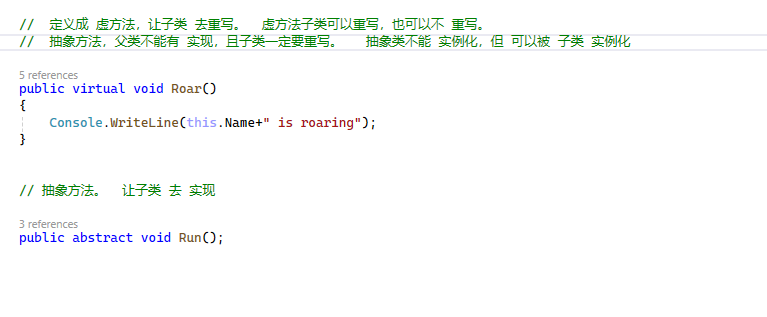 //  定义成 虚方法，让子类 去重写。  虚方法子类可以重写，也可以不 重写。
//  抽象方法，父类不能有 实现，且子类一定要重写。   抽象类不能 实例化，但 可以被 子类 实例化
5 references
public virtual void Roar()
{
    Console.WriteLine(this.Name+" is roaring");
}
// 抽象方法。  让子类 去 实现
3 references
public abstract void Run();